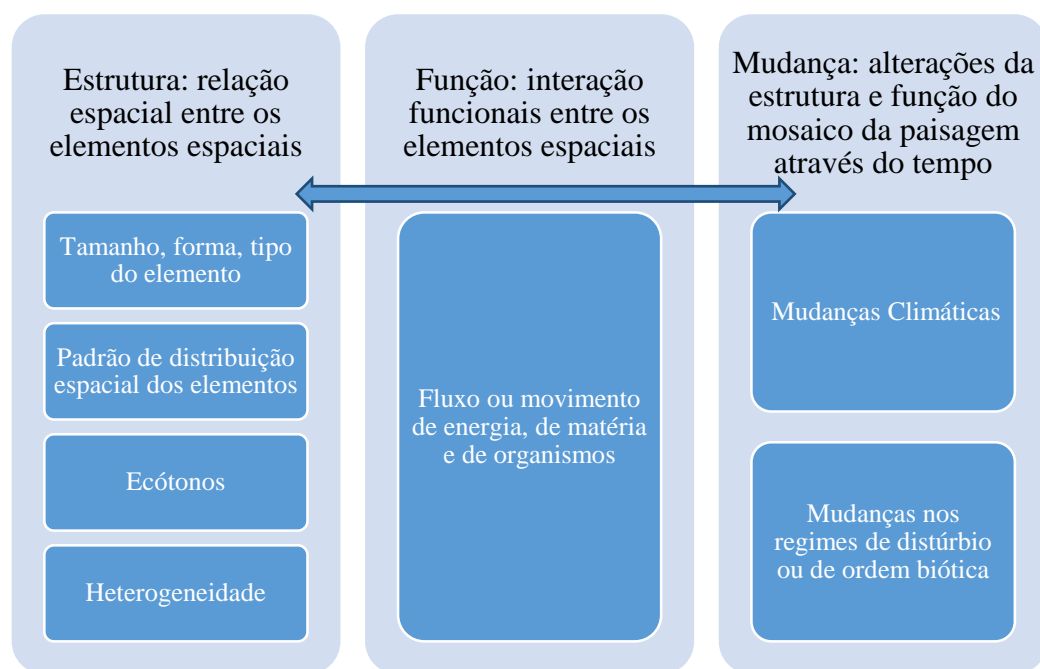 Estrutura: relação
espacial entre os
elementos espaciais
Tamanho, forma, tipo
do elemento
Padrão de distribuição
espacial dos elementos
Ecótonos
Heterogeneidade
Função: interação
funcionais entre os
elementos espaciais
Fluxo ou movimento
de energia, de matéria
e de organismos
Mudança: alterações da
estrutura e função do
mosaico da paisagem
através do tempo
Mudanças Climáticas
Mudanças nos
regimes de distúrbio
ou de ordem biótica